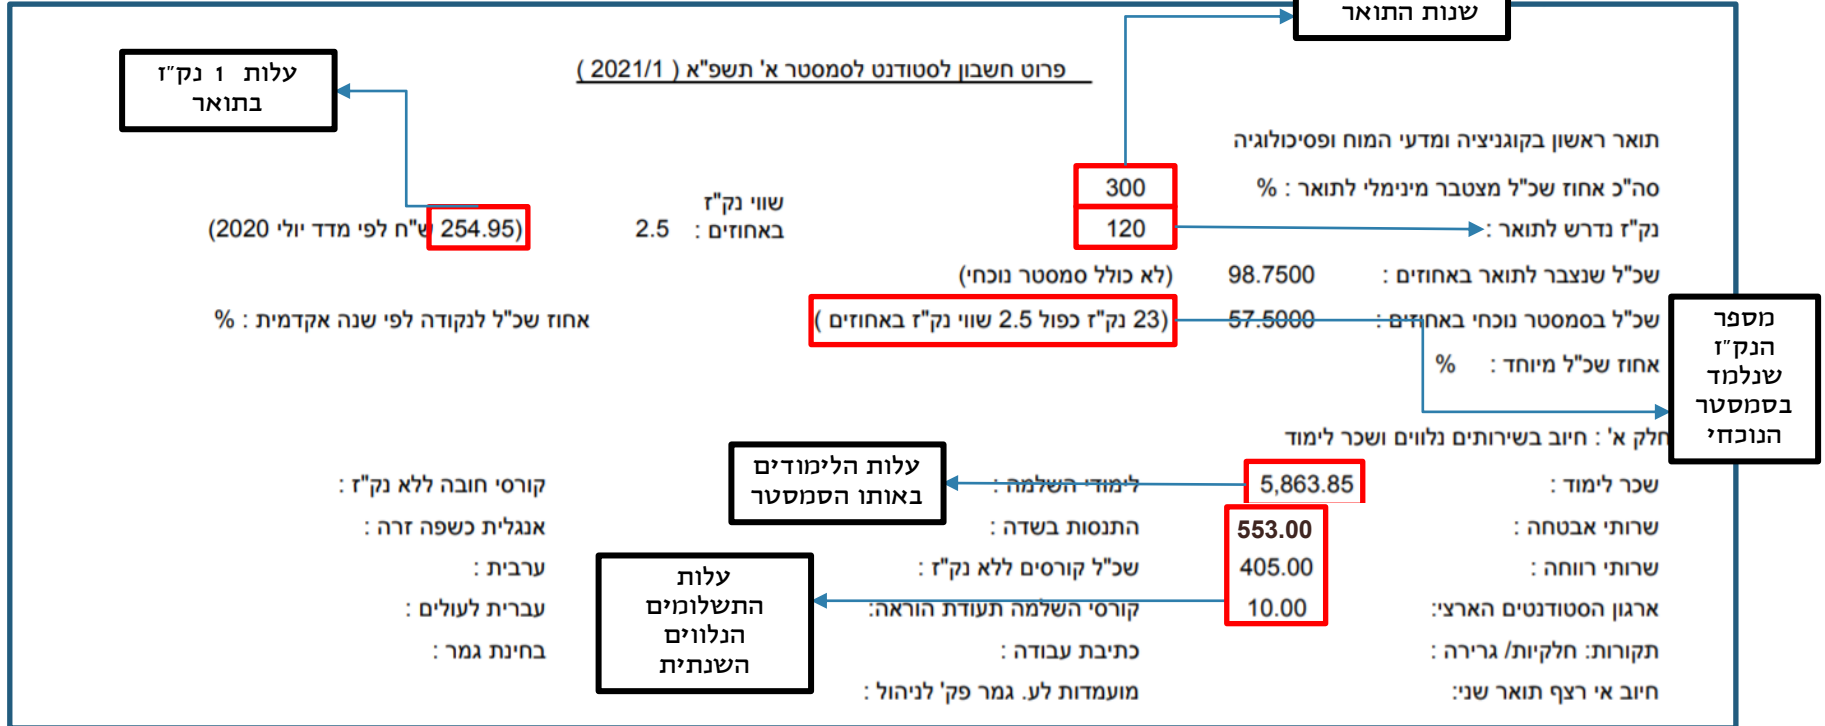 שנות התואר
עלות 1 נק"ז
בתואר
פרוט חשבון לסטודנט לסמסטר א' תשפ"א ( 2021/1 )
תואר ראשון בקוגניציה ומדעי המוח ופסיכולוגיה
סה"כ אחוז שכ"ל מצטבר מינימלי לתואר : % 300
נק"ז נדרש לתואר : 120
שווי נק"ז
באחוזים : 2.5 (254.95 ש"ח לפי מדד יולי 2020)
שכ"ל שנצבר לתואר באחוזים : 98.7500 (לא כולל סמסטר נוכחי)
שכ"ל בסמסטר נוכחי באחוזים : 57.5000 (23 נק"ז כפול 2.5 שווי נק"ז באחוזים ) אחוז שכ"ל לנקודה לפי שנה אקדמית : %
אחוז שכ"ל מיוחד : %
מספר
הנק"ז
שנלמד
בסמסטר
הנוכחי
חלק א' : חיוב בשירותים נלווים ושכר לימוד
עלות הלימודים
באותו הסמסטר
שכר לימוד : 5,863.85 לימודי השלמה : קורסי חובה ללא נק"ז :
שרותי אבטחה : 553.00 התנסות בשדה : אנגלית כשפה זרה :
שרותי רווחה : 405.00 שכ"ל קורסים ללא נק"ז : ערבית :
ארגון הסטודנטים הארצי: 10.00 קורסי השלמה תעודת הוראה: עברית לעולים :
תקורות: חלקיות/ גרירה : כתיבת עבודה : בחינת גמר :
חיוב אי רצף תואר שני: מועמדות לע. גמר פק' לניהול :
עלות
התשלומים
הנלווים
השנתית